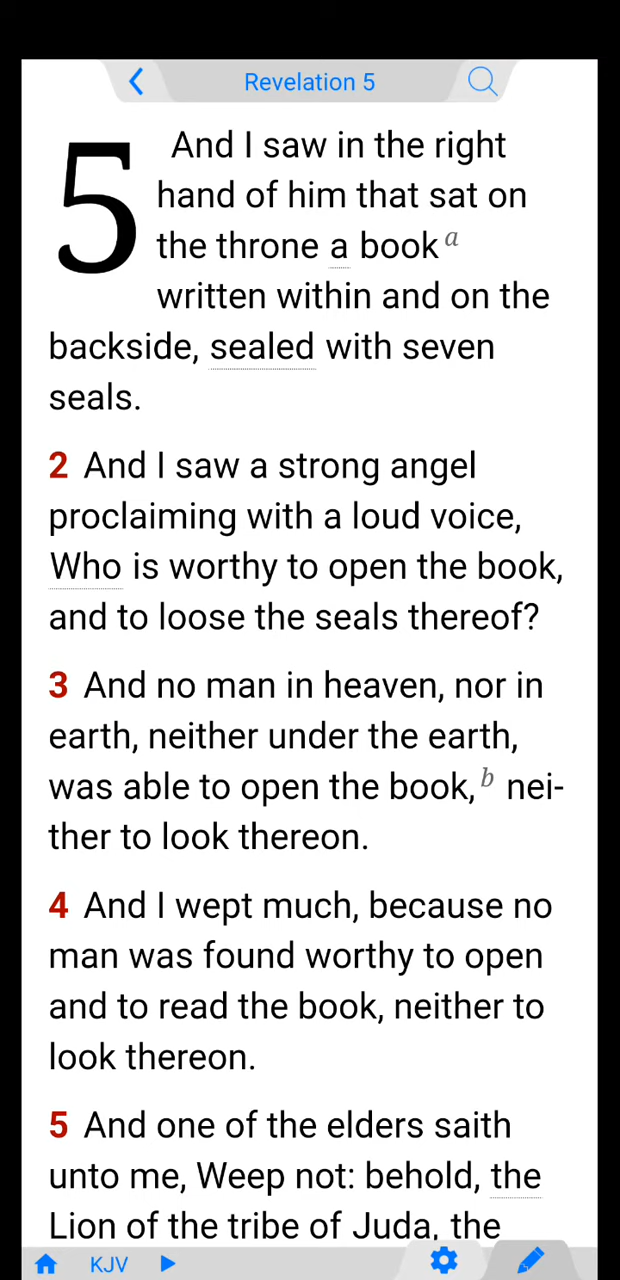 Revelation 5
5 And I saw in the right
hand of him that sat on
the throne a book a
written within and on the
backside, sealed with seven
seals.
2 And I saw a strong angel
proclaiming with a loud voice,
Who is worthy to open the book,
and to loose the seals thereof?
3 And no man in heaven, nor in
earth, neither under the earth,
was able to open the book, b nei-
ther to look thereon.
4 And I wept much, because no
man was found worthy to open
and to read the book, neither to
look thereon.
5 And one of the elders saith
unto me, Weep not: behold, the
Lion of the tribe of Juda, the
KJV